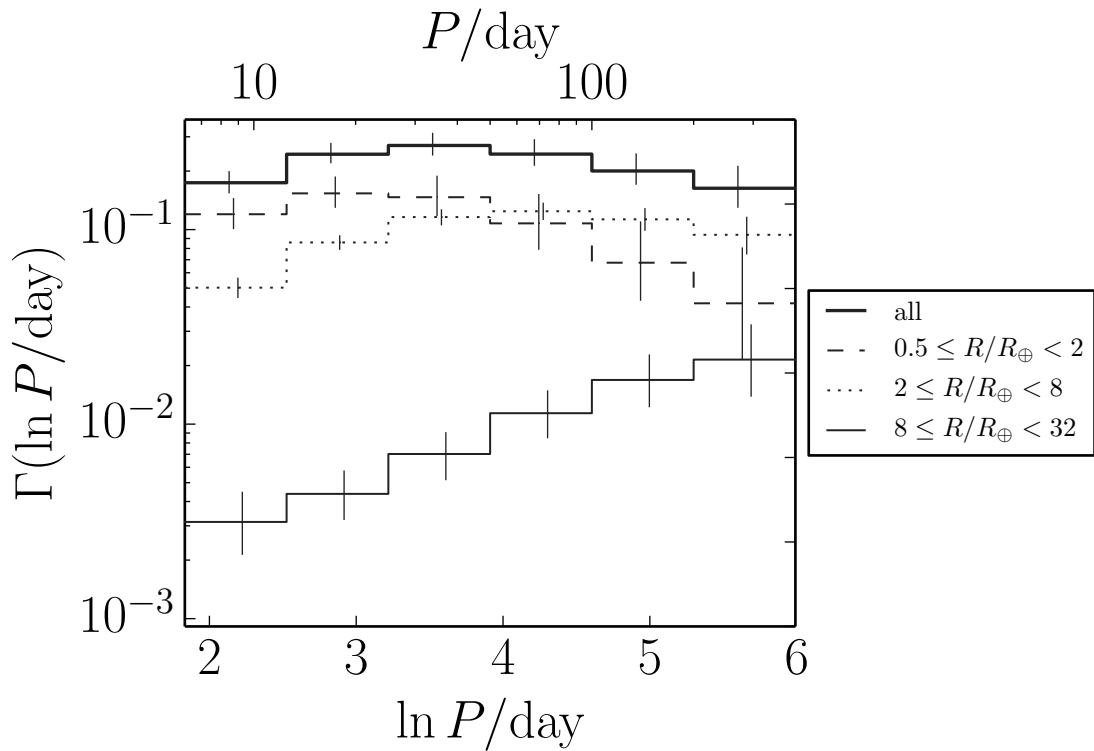 P/day
10 100
Γ(ln P/day)
10⁻¹
10⁻²
10⁻³
2 3 4 5 6
ln P/day
all
0.5 ≤ R/R⊕ < 2
2 ≤ R/R⊕ < 8
8 ≤ R/R⊕ < 32